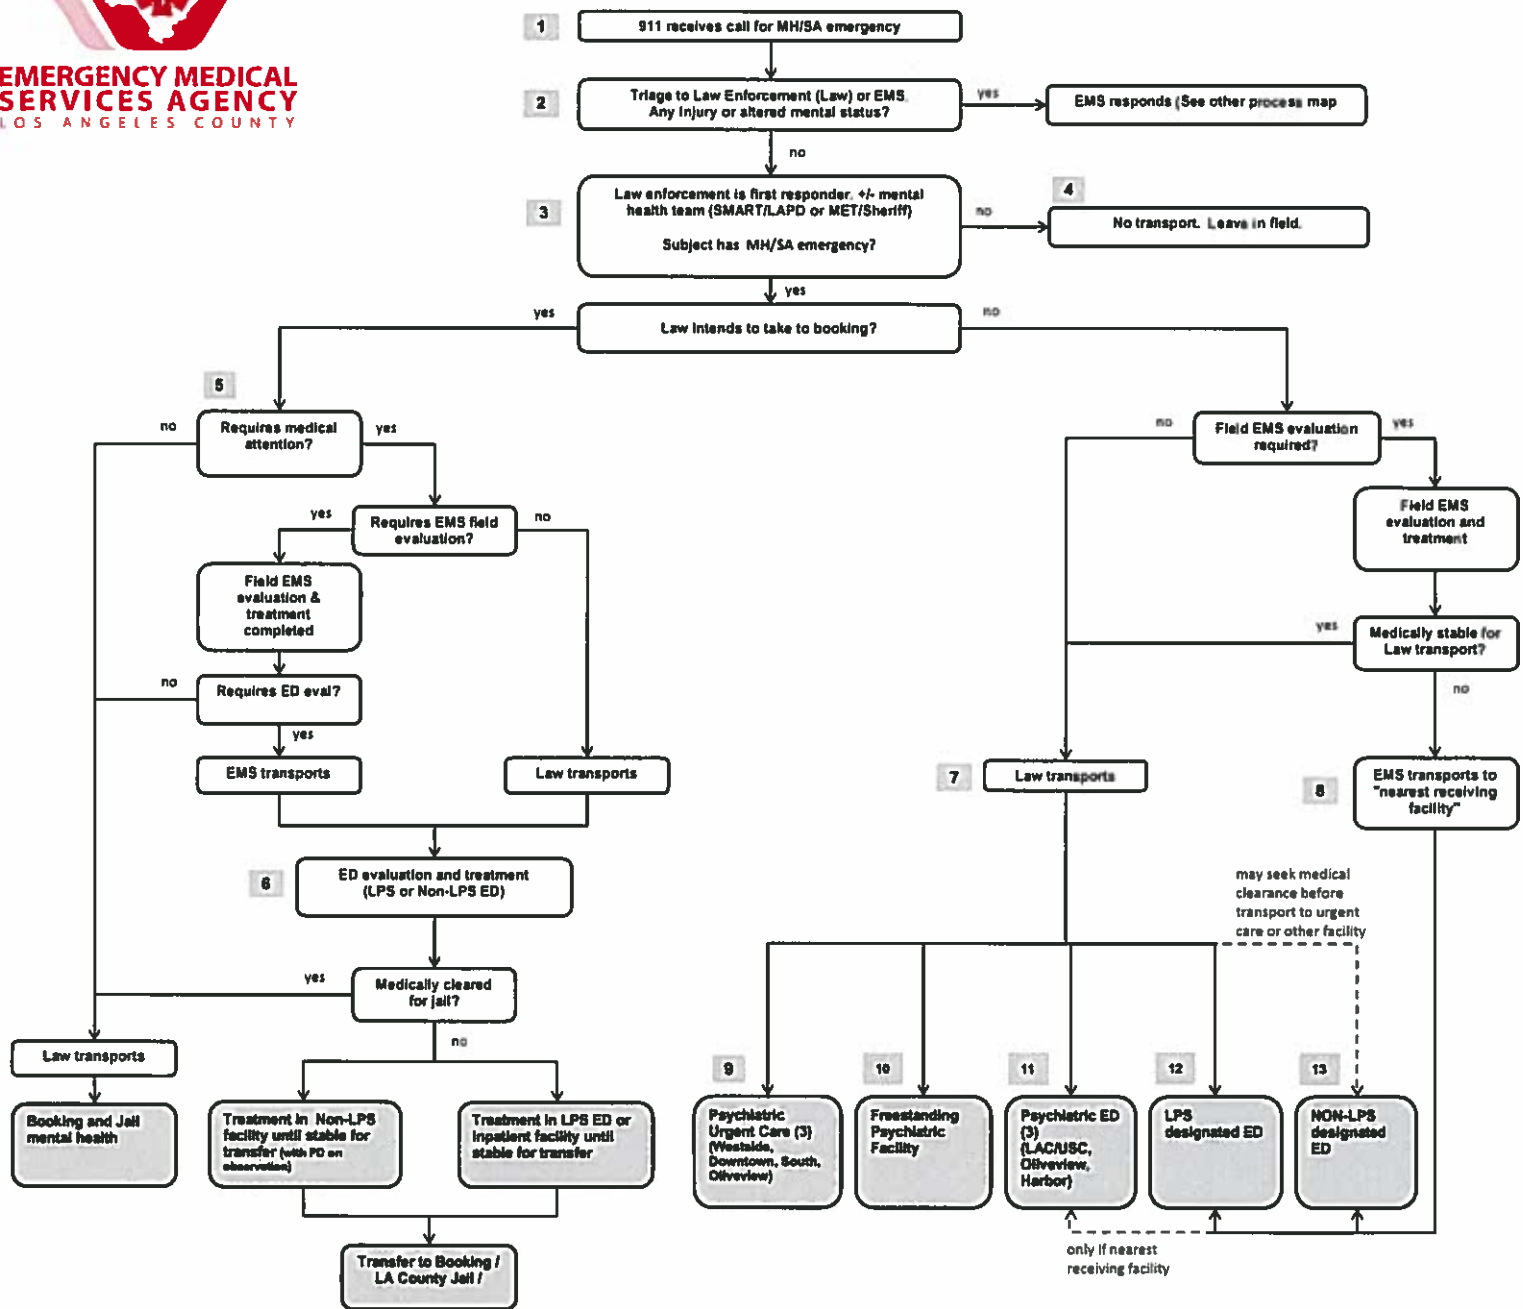 EMERGENCY MEDICAL
SERVICES AGENCY
LOS ANGELES COUNTY
1
911 receives call for MH/SA emergency
2
Triage to Law Enforcement (Law) or EMS.
Any injury or altered mental status?
yes
EMS responds (See other process map
no
3
Law enforcement is first responder. +/- mental
health team (SMART/LAPD or MET/Sheriff)
Subject has MH/SA emergency?
no
4
No transport. Leave in field.
yes
yes
Law intends to take to booking?
no
5
no
Requires medical
attention?
yes
no
Field EMS evaluation
required?
yes
yes
Requires EMS field
evaluation?
no
Field EMS
evaluation and
treatment
Field EMS
evaluation &
treatment
completed
yes
Medically stable for
Law transport?
no
no
Requires ED eval?
yes
EMS transports
Law transports
7
Law transports
8
EMS transports to
"nearest receiving
facility"
6
ED evaluation and treatment
(LPS or Non-LPS ED)
may seek medical
clearance before
transport to urgent
care or other facility
yes
Medically cleared
for jail?
no
Law transports
Booking and Jail
mental health
Treatment in Non-LPS
facility until stable for
transfer (with PD on
observation)
Treatment in LPS ED or
inpatient facility until
stable for transfer
Transfer to Booking /
LA County Jail /
9
Psychiatric
Urgent Care (3)
(Westside,
Downtown, South,
Oliveview)
10
Freestanding
Psychiatric
Facility
11
Psychiatric ED
(3)
(LAC/USC,
Oliveview,
Harbor)
12
LPS
designated ED
13
NON-LPS
designated
ED
only if nearest
receiving facility